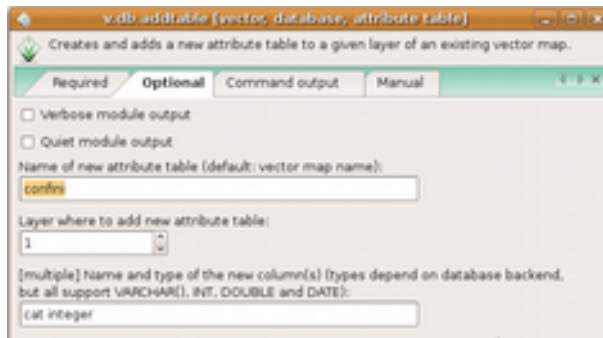 v.db.addtable [vector, database, attribute table]
Creates and adds a new attribute table to a given layer of an existing vector map.
Required Optional Command output Manual
Verbose module output
Quiet module output
Name of new attribute table (default: vector map name):
confini
Layer where to add new attribute table:
1
[multiple] Name and type of the new column(s) (types depend on database backend,
but all support VARCHAR(), INT, DOUBLE and DATE):
cat integer